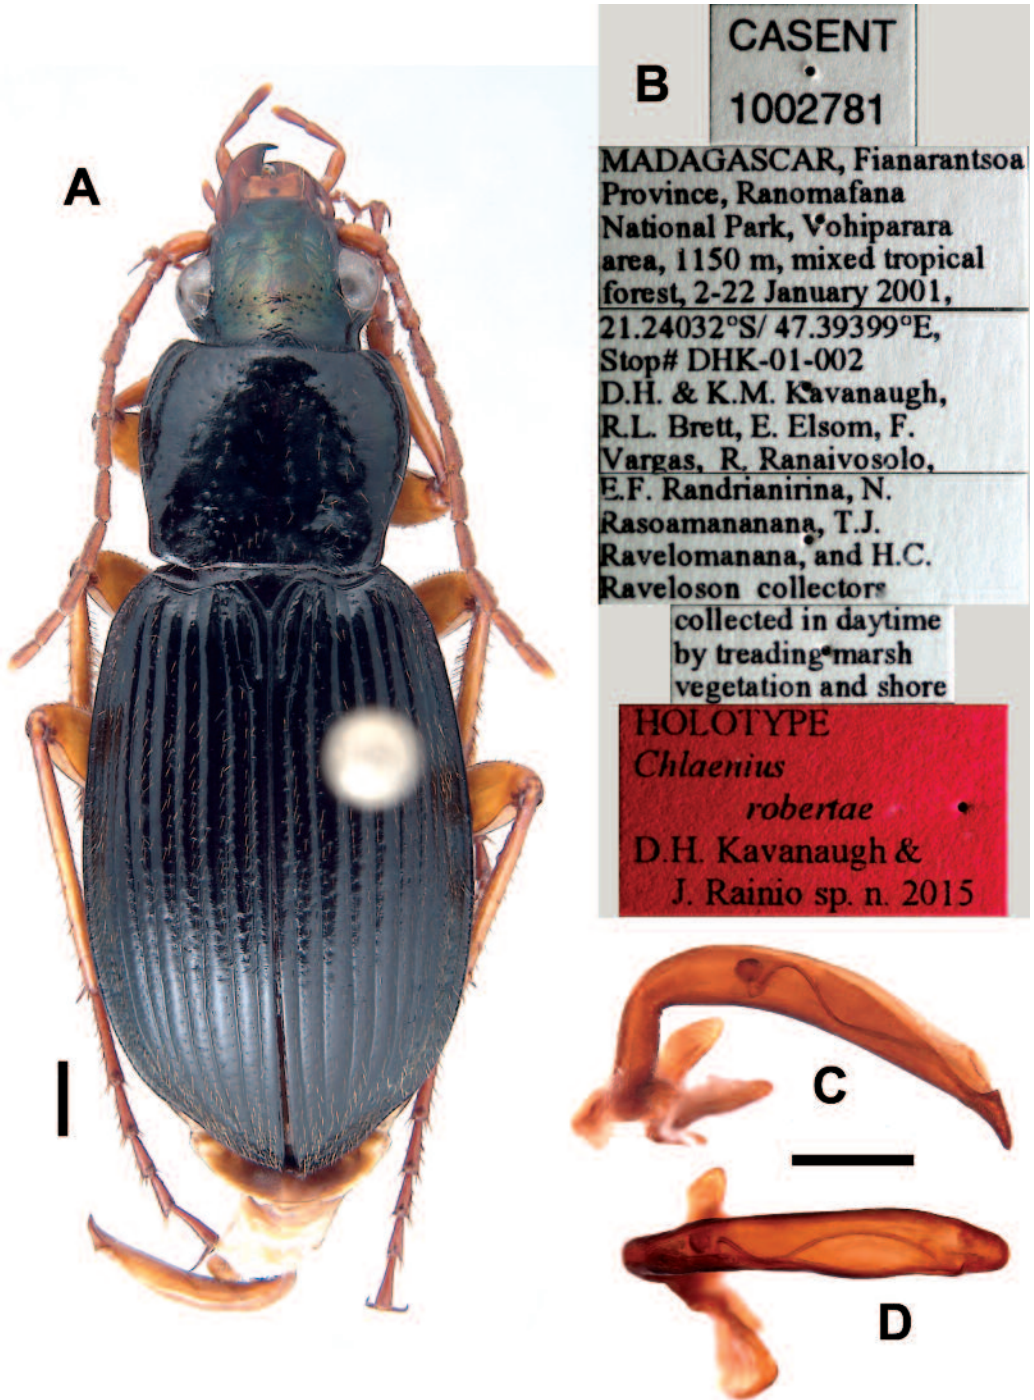 A
B
CASENT
1002781
MADAGASCAR, Fianarantsoa
Province, Ranomafana
National Park, Vohiparara
area, 1150 m, mixed tropical
forest, 2-22 January 2001,
21.24032°S/ 47.39399°E,
Stop# DHK-01-002
D.H. & K.M. Kavanaugh,
R.L. Brett, E. Elsom, F.
Vargas, R. Ranaivosolo,
E.F. Randrianirina, N.
Rasoamananana, T.J.
Ravelomanana, and H.C.
Raveloson collectors
collected in daytime
by treading marsh
vegetation and shore
HOLOTYPE
Chlaenius
robertae
D.H. Kavanaugh &
J. Rainio sp. n. 2015
C
D